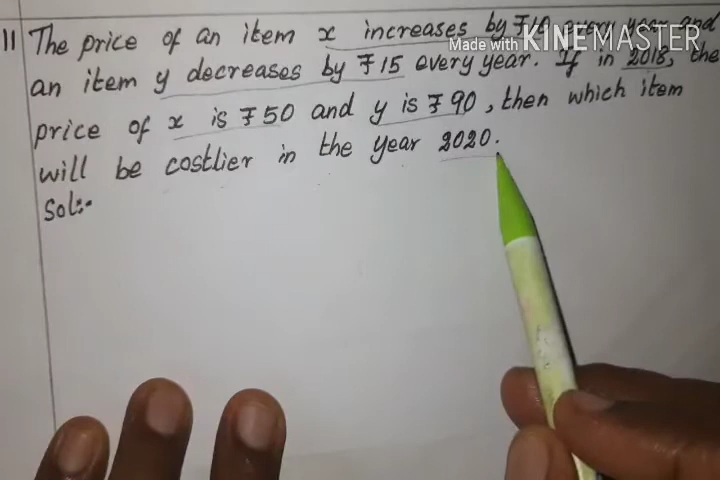 11 The price of an item x increases by ₹10 every year and
Made with KINEMASTER
an item y decreases by ₹15 every year. If in 2018, the
price of x is ₹50 and y is ₹90, then which item
will be costlier in the year 2020.
Sol:-